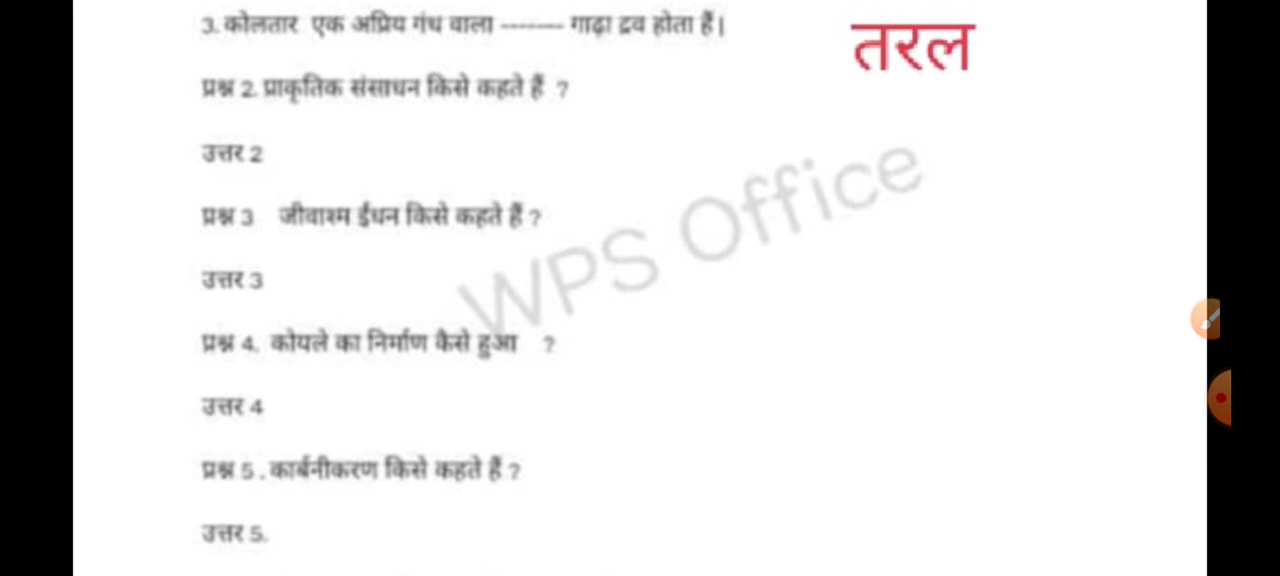 3. कोलतार एक अप्रिय गंध वाला -------- गाढ़ा द्रव होता हैं|
तरल
प्रश्न 2. प्राकृतिक संसाधन किसे कहते हैं ?
उत्तर 2
प्रश्न 3 जीवाश्म ईंधन किसे कहते हैं ?
उत्तर 3
प्रश्न 4. कोयले का निर्माण कैसे हुआ ?
उत्तर 4
प्रश्न 5 . कार्बनीकरण किसे कहते हैं ?
उत्तर 5.
WPS Office